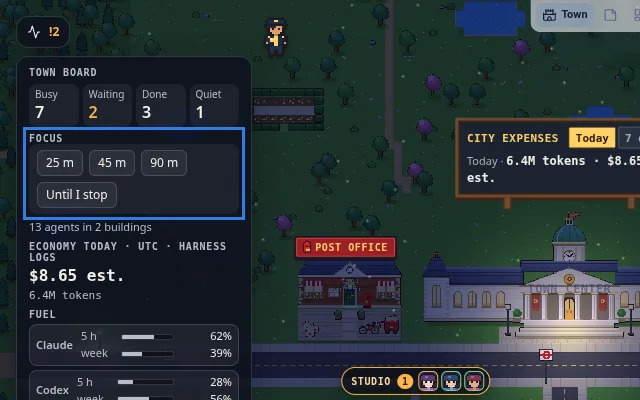 !2
Town
TOWN BOARD
Busy Waiting Done Quiet
7 2 3 1
FOCUS
25 m 45 m 90 m
Until I stop
13 agents in 2 buildings
ECONOMY TODAY · UTC · HARNESS
LOGS
$8.65 est.
6.4M tokens
FUEL
Claude
5 h 62%
week 39%
Codex
5 h 28%
week 56%
CITY EXPENSES Today 7
Today · 6.4M tokens · $8.65
est.
POST OFFICE
TOWN CENTER
STUDIO 1